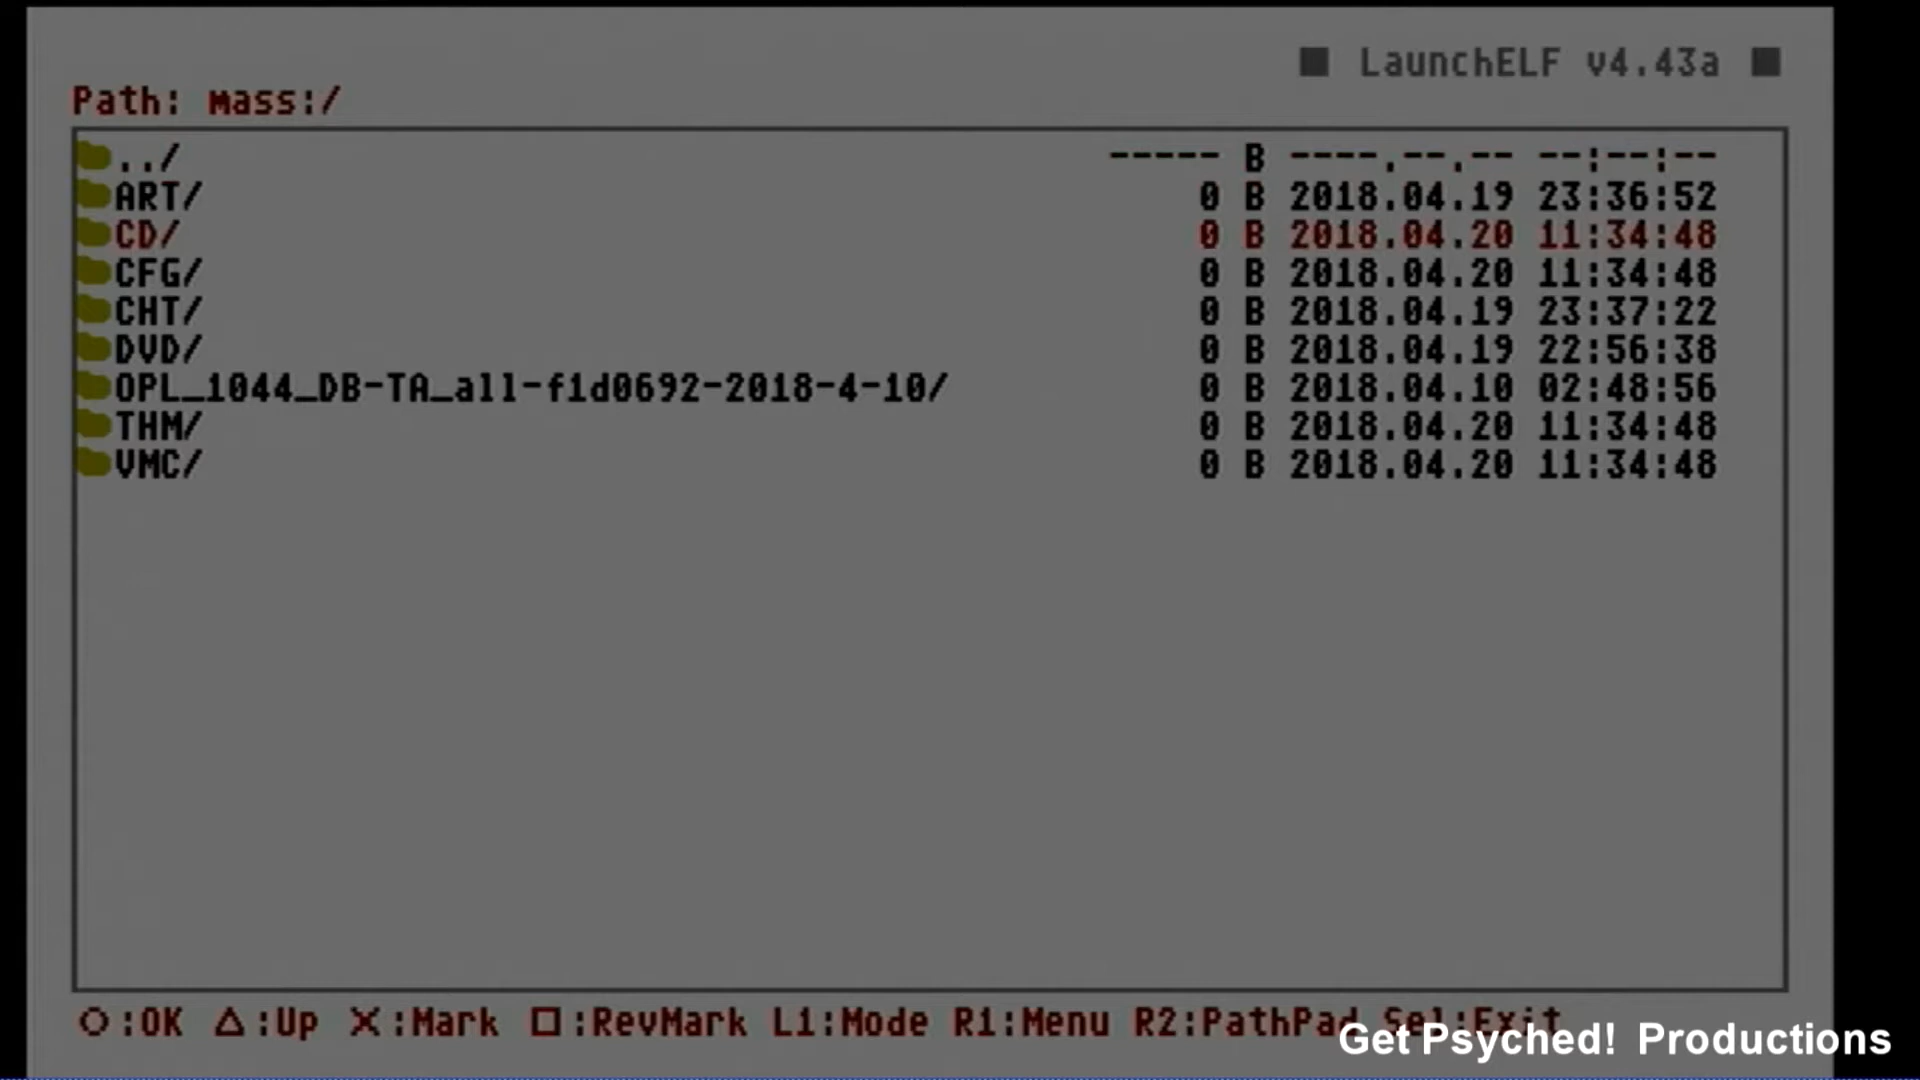 ■ LaunchELF v4.43a ■
Path: mass:/
../ ----- B ----.--.-- --:--:--
ART/ 0 B 2018.04.19 23:36:52
CD/ 0 B 2018.04.20 11:34:48
CFG/ 0 B 2018.04.20 11:34:48
CHT/ 0 B 2018.04.19 23:37:22
DVD/ 0 B 2018.04.19 22:56:38
OPL_1044_DB-TA_all-f1d0692-2018-4-10/ 0 B 2018.04.10 02:48:56
THM/ 0 B 2018.04.20 11:34:48
VMC/ 0 B 2018.04.20 11:34:48
○:OK △:Up X:Mark □:RevMark L1:Mode R1:Menu R2:PathPad Sel:Exit
Get Psyched! Productions